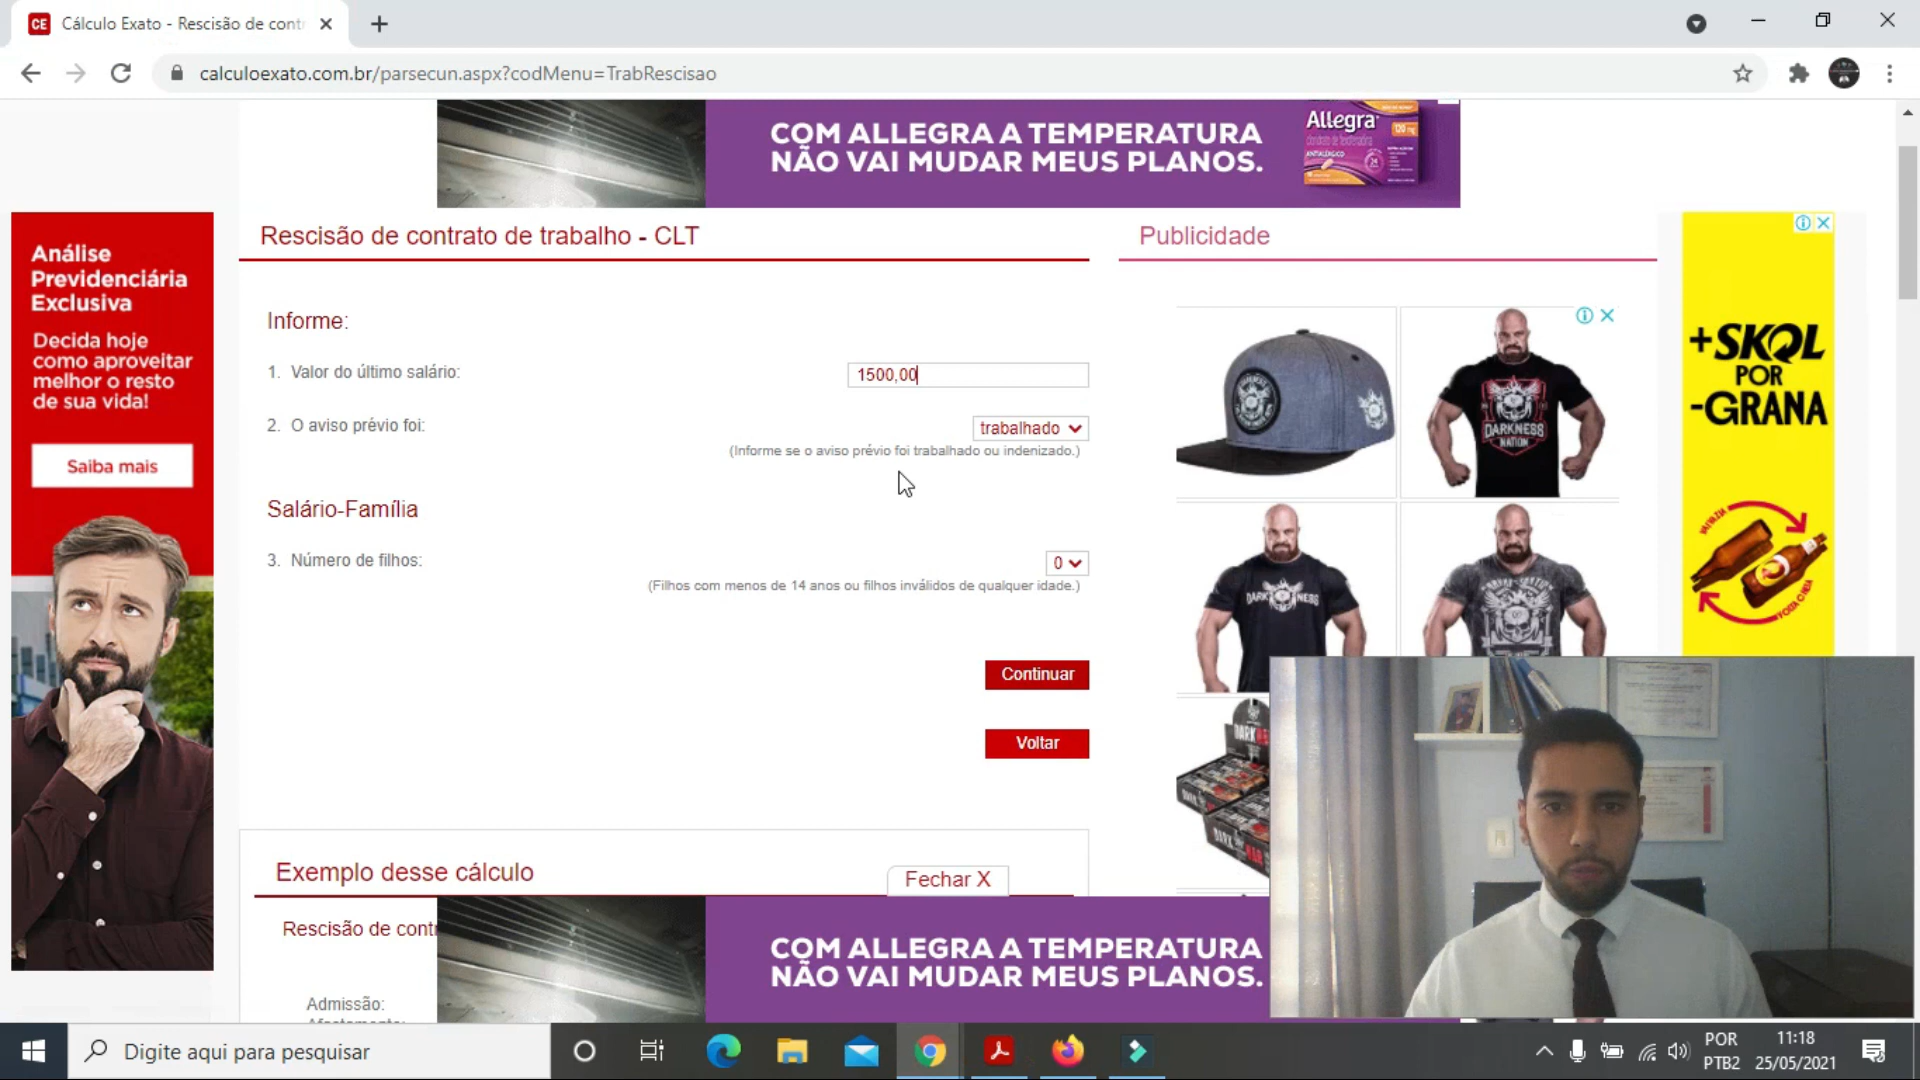 CE Cálculo Exato - Rescisão de cont
calculoexato.com.br/parsecun.aspx?codMenu=TrabRescisao
COM ALLEGRA A TEMPERATURA
NÃO VAI MUDAR MEUS PLANOS.
Allegra
120 mg
ANTIALÉRGICO
Análise
Previdenciária
Exclusiva
Decida hoje
como aproveitar
melhor o resto
de sua vida!
Saiba mais
Rescisão de contrato de trabalho - CLT
Informe:
1. Valor do último salário:
1500,00
2. O aviso prévio foi:
trabalhado
(Informe se o aviso prévio foi trabalhado ou indenizado.)
Salário-Família
3. Número de filhos:
0
(Filhos com menos de 14 anos ou filhos inválidos de qualquer idade.)
Continuar
Voltar
Exemplo desse cálculo
Fechar X
Rescisão de contr
Admissão:
COM ALLEGRA A TEMPERATURA
NÃO VAI MUDAR MEUS PLANOS.
Publicidade
DARKNESS
NATION
DARKNESS
+SKOL
POR
-GRANA
Digite aqui para pesquisar
POR
PTB2
11:18
25/05/2021